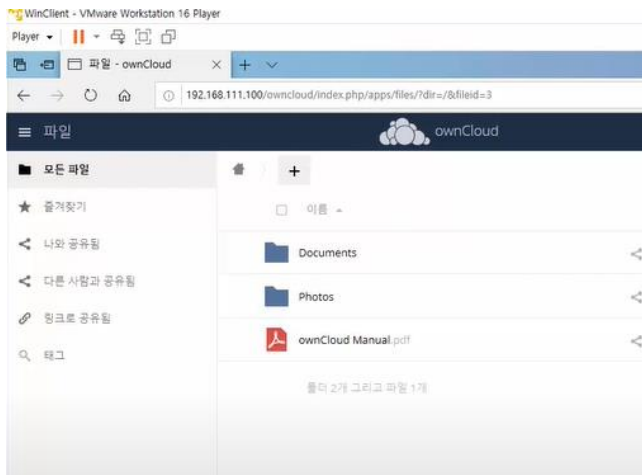 WinClient - VMware Workstation 16 Player
Player
파일 - ownCloud
192.168.111.100/owncloud/index.php/apps/files/?dir=/&fileid=3
파일
ownCloud
모든 파일
즐겨찾기
나와 공유됨
다른 사람과 공유됨
링크로 공유됨
태그
이름
Documents
Photos
ownCloud Manual.pdf
폴더 2개 그리고 파일 1개